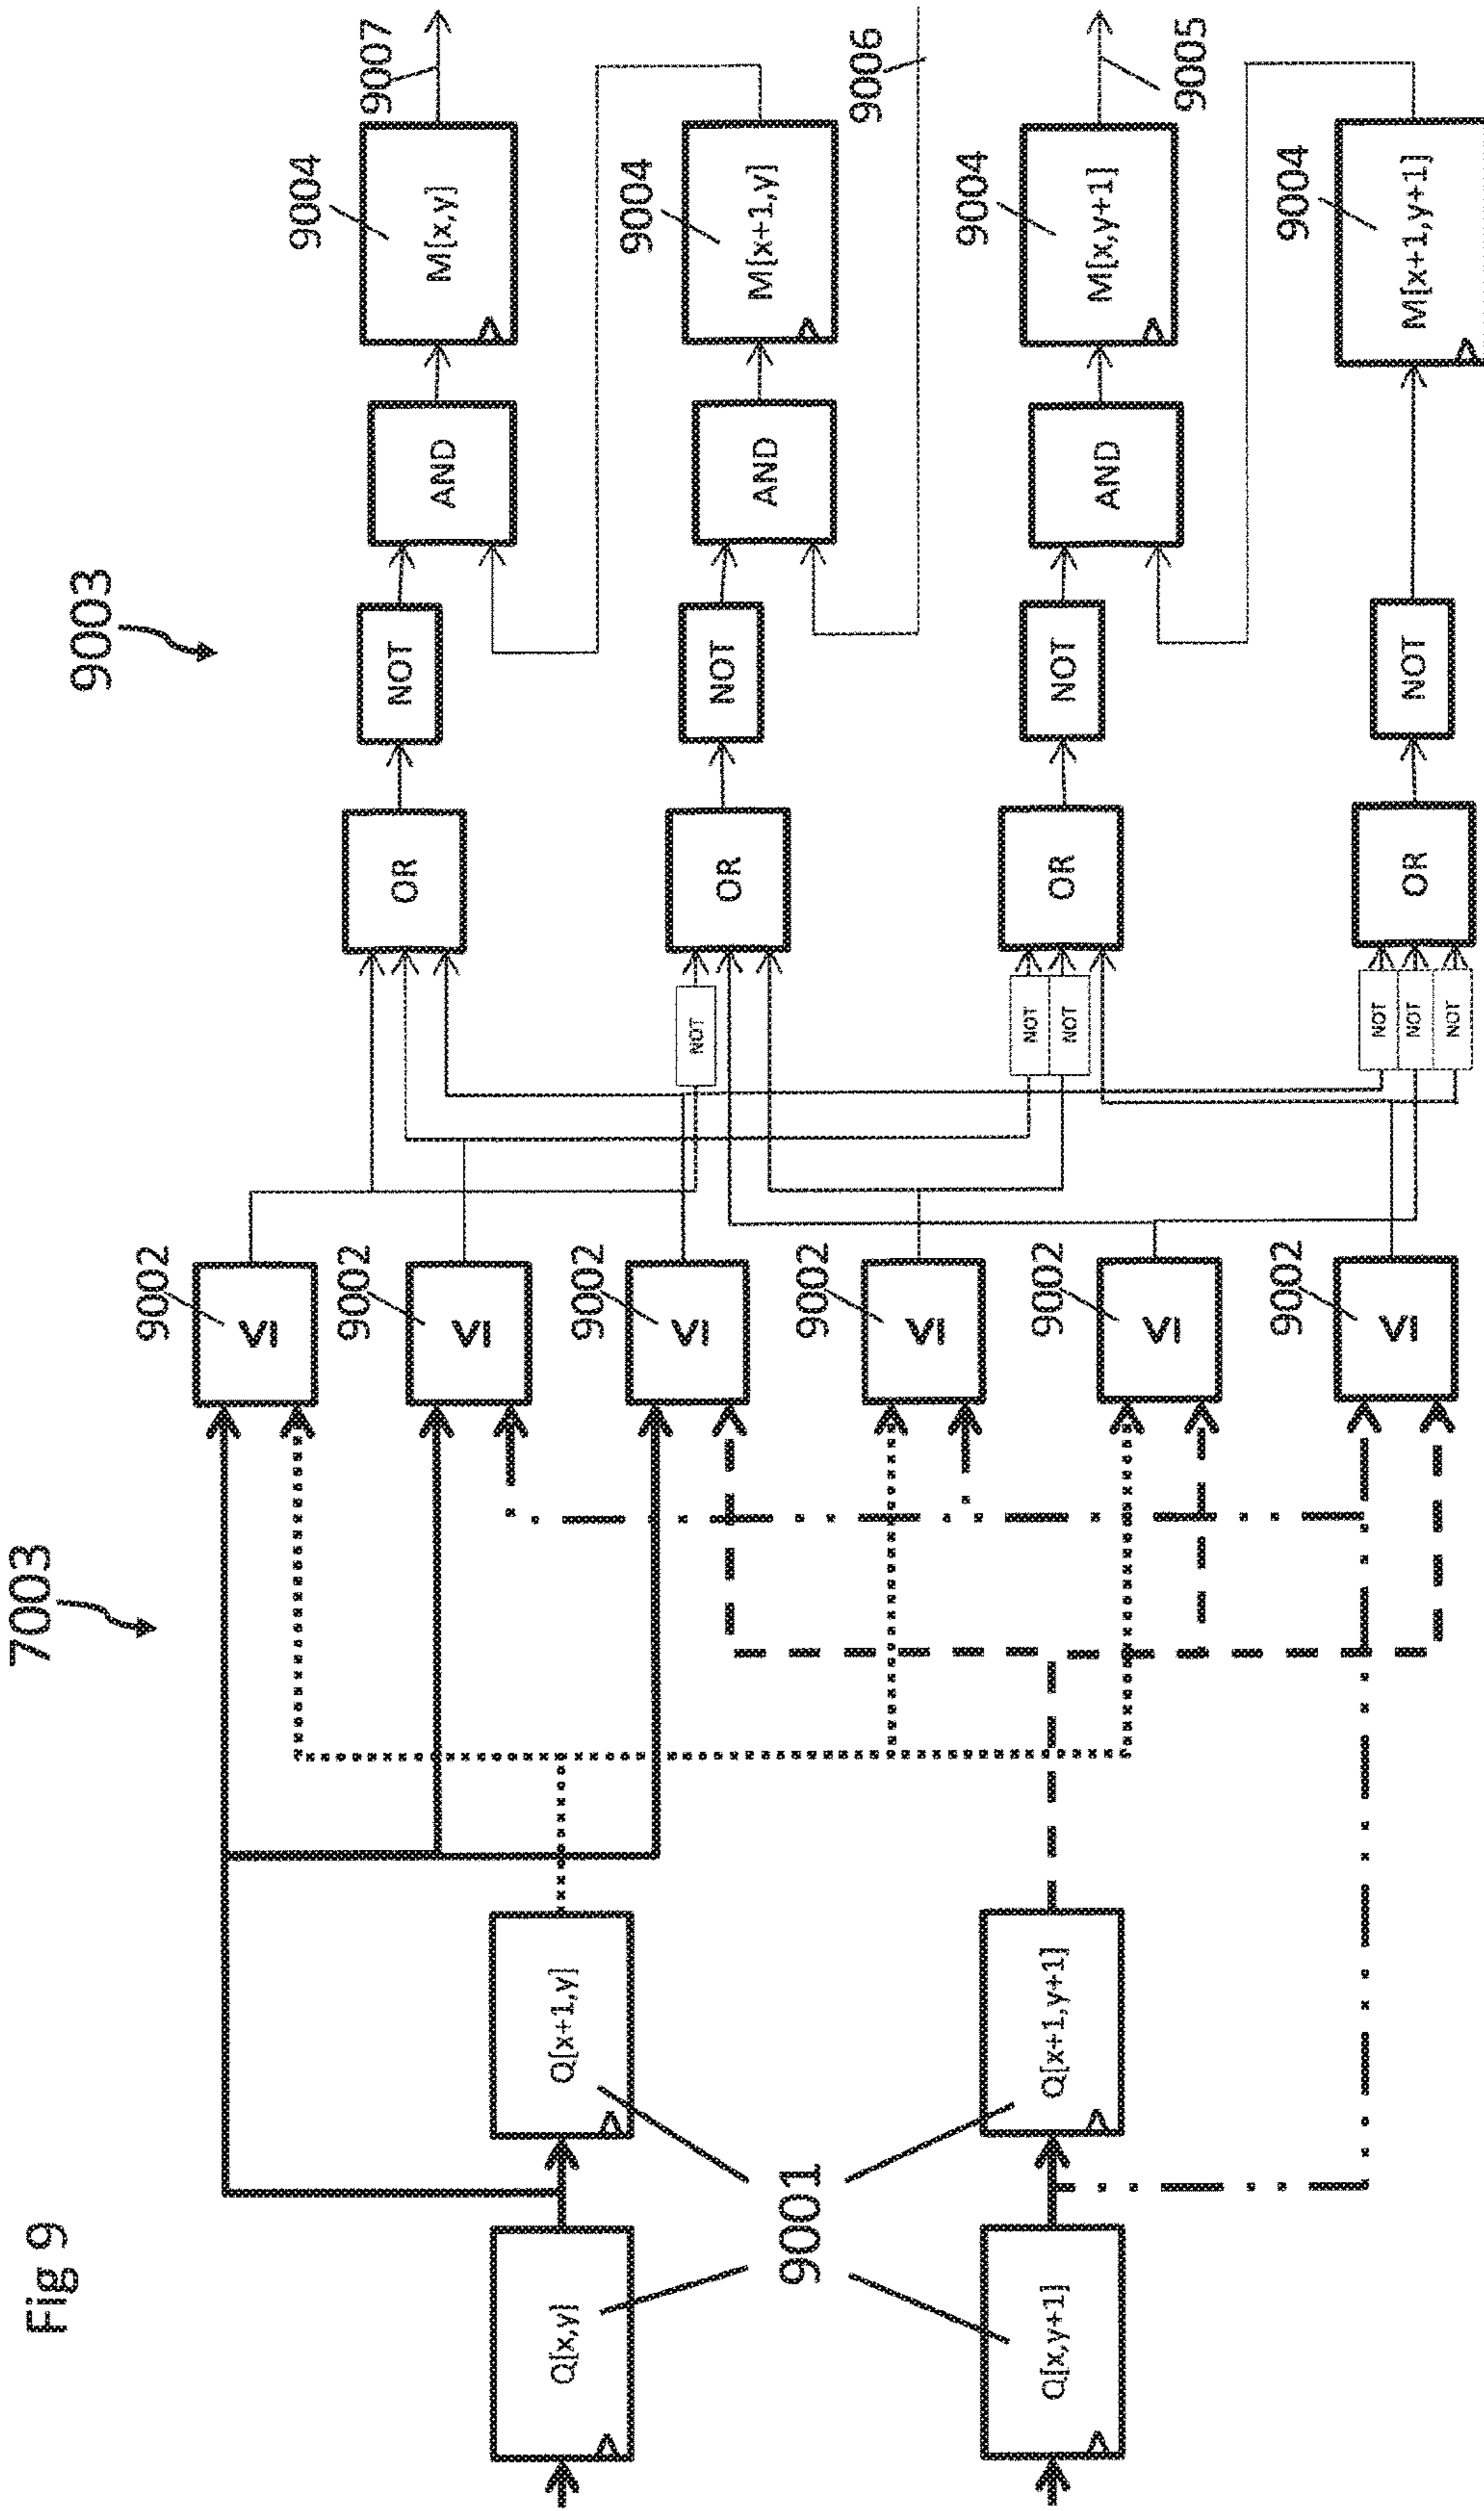 Fig 9
7003
9003
9002
≤
9004
9007
OR
NOT
AND
M[x,y]
9002
≤
Q[x,y]
Q[x+1,y]
9002
≤
NOT
OR
NOT
AND
9004
M[x+1,y]
9001
9002
≤
9006
Q[x,y+1]
Q[x+1,y+1]
9002
≤
NOT
NOT
OR
NOT
AND
9004
M[x,y+1]
9005
9002
≤
NOT
NOT
NOT
OR
NOT
9004
M[x+1,y+1]